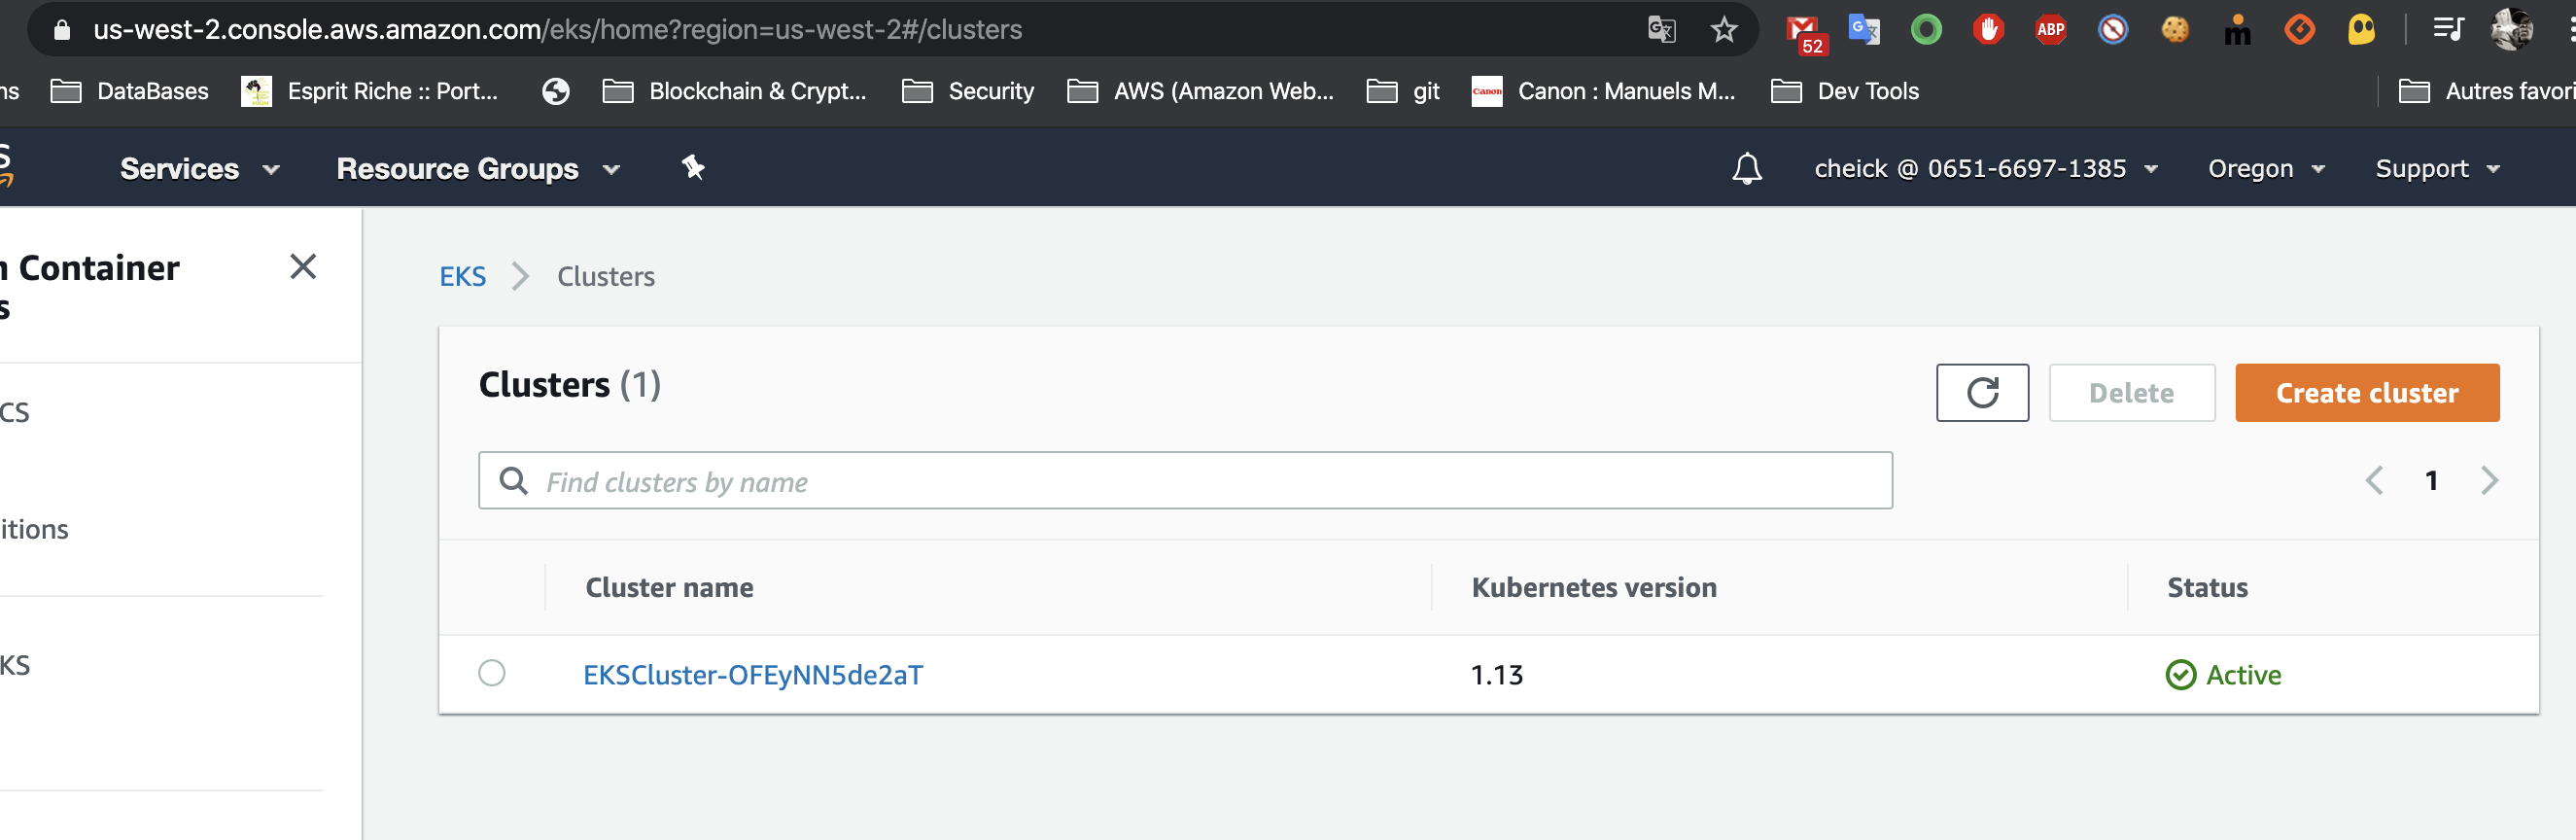 us-west-2.console.aws.amazon.com/eks/home?region=us-west-2#/clusters
52
ABP
ns DataBases Esprit Riche :: Port... Blockchain & Crypt... Security AWS (Amazon Web... git Canon Canon : Manuels M... Dev Tools Autres favori
S Services Resource Groups cheick @ 0651-6697-1385 Oregon Support
n Container
s
EKS Clusters
Clusters (1)
Delete
Create cluster
CS
Find clusters by name
1
itions
Cluster name Kubernetes version Status
KS
EKSCluster-OFEyNN5de2aT 1.13 Active